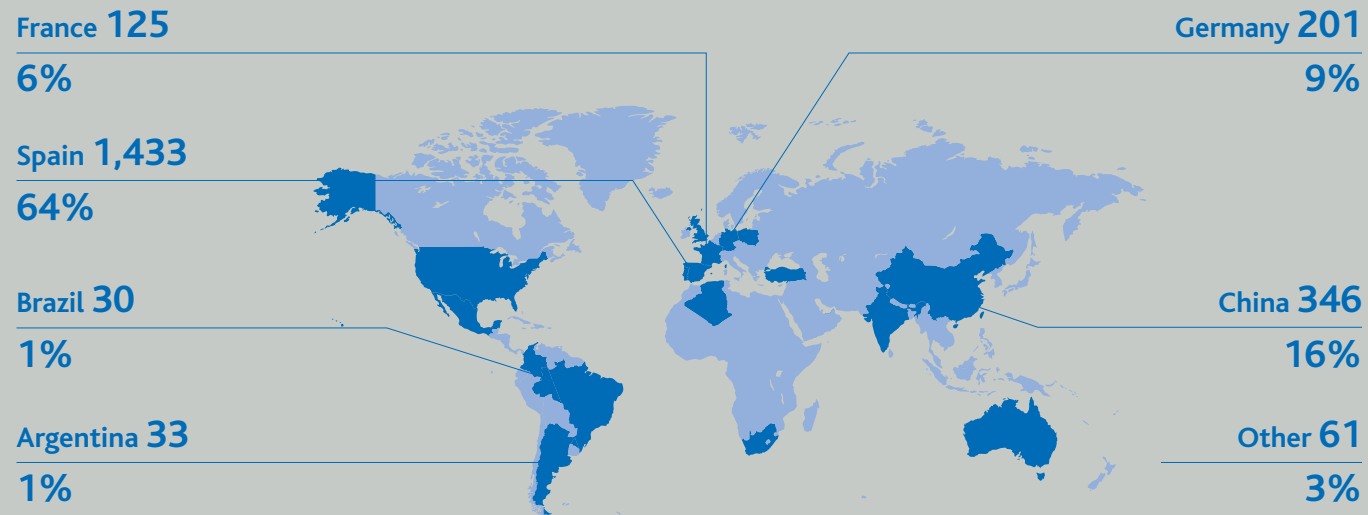 France 125
6%
Spain 1,433
64%
Brazil 30
1%
Argentina 33
1%
Germany 201
9%
China 346
16%
Other 61
3%